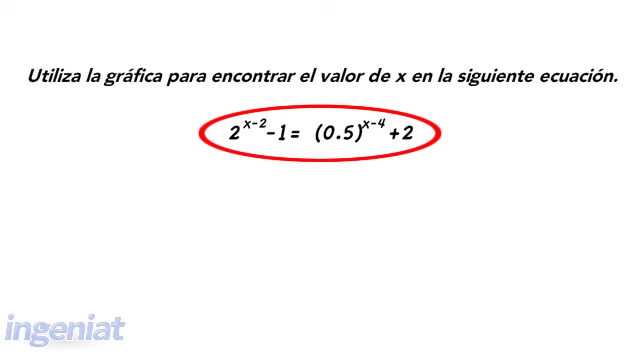 Utiliza la gráfica para encontrar el valor de x en la siguiente ecuación.
2^(x-2) -1= (0.5)^(x-4) +2
ingeniat